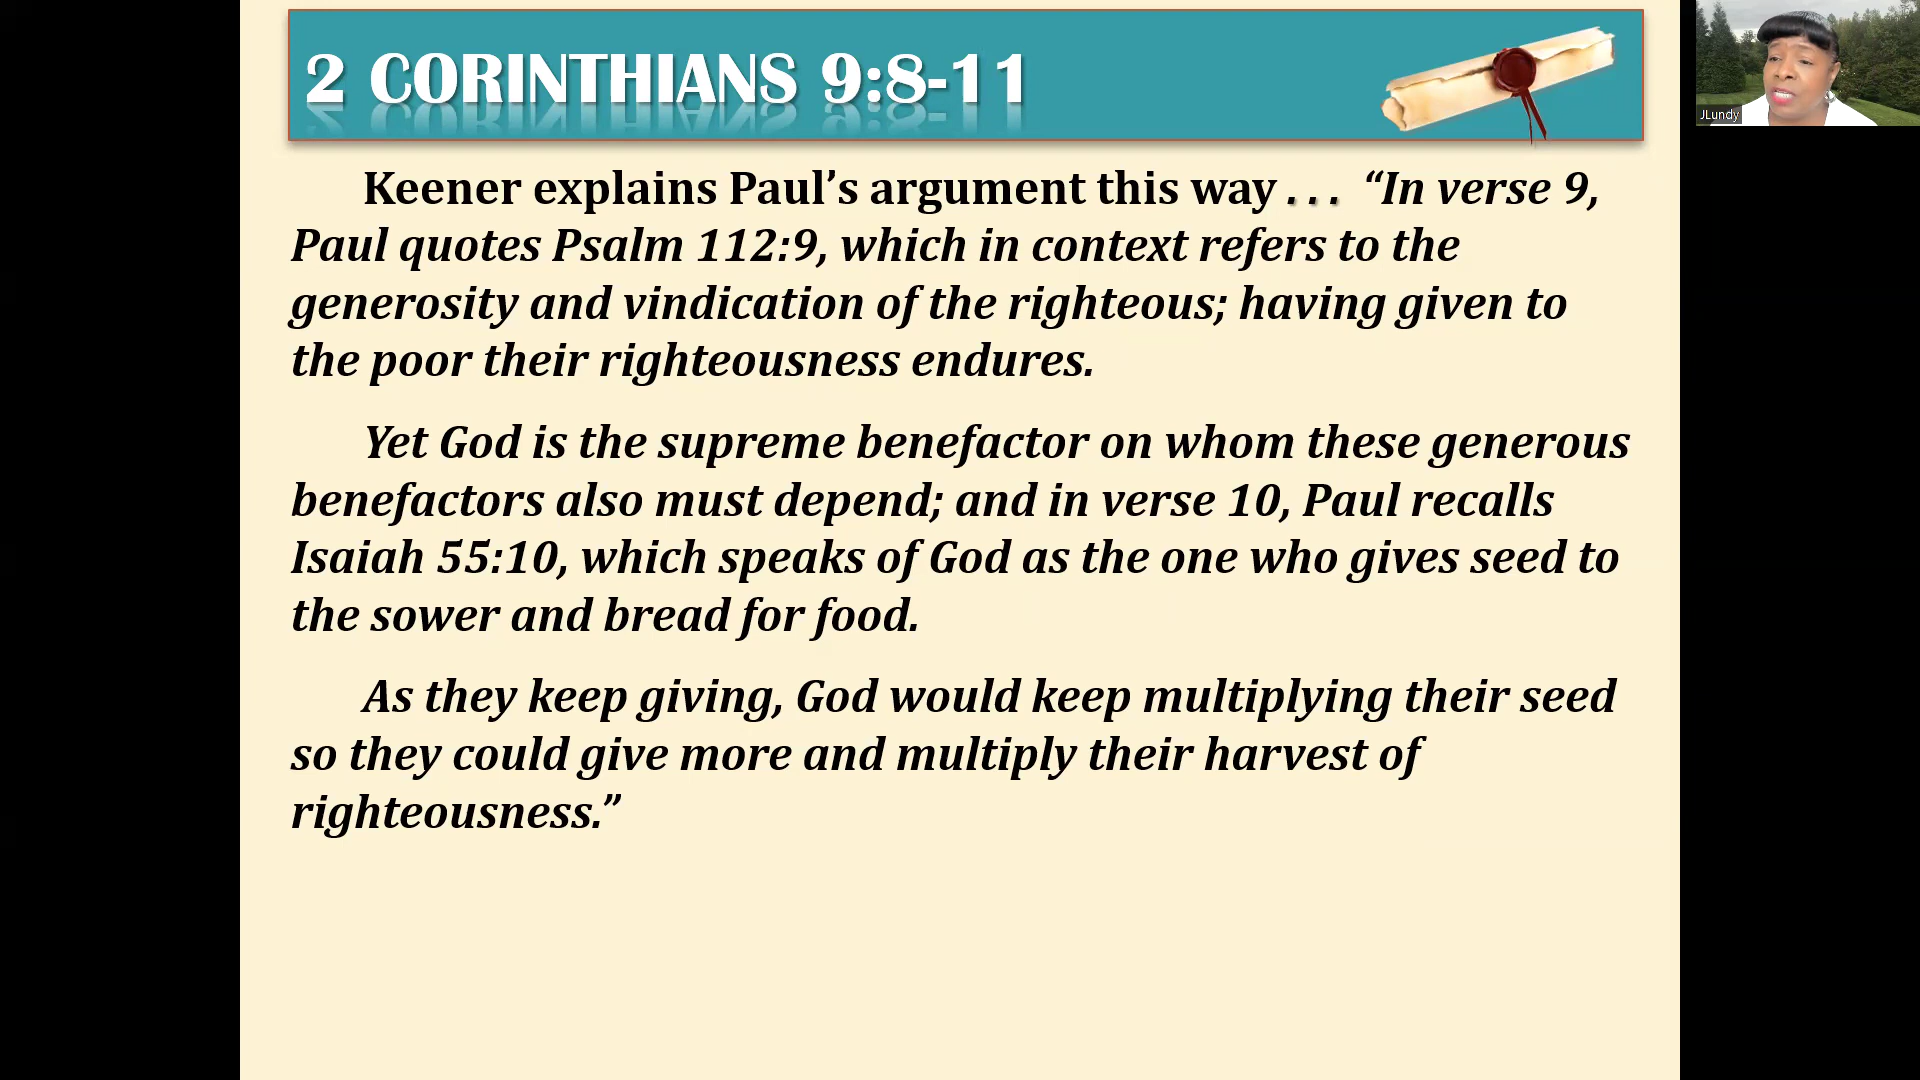 2 CORINTHIANS 9:8-11
JLundy
Keener explains Paul’s argument this way . . . “In verse 9,
Paul quotes Psalm 112:9, which in context refers to the
generosity and vindication of the righteous; having given to
the poor their righteousness endures.
Yet God is the supreme benefactor on whom these generous
benefactors also must depend; and in verse 10, Paul recalls
Isaiah 55:10, which speaks of God as the one who gives seed to
the sower and bread for food.
As they keep giving, God would keep multiplying their seed
so they could give more and multiply their harvest of
righteousness.”